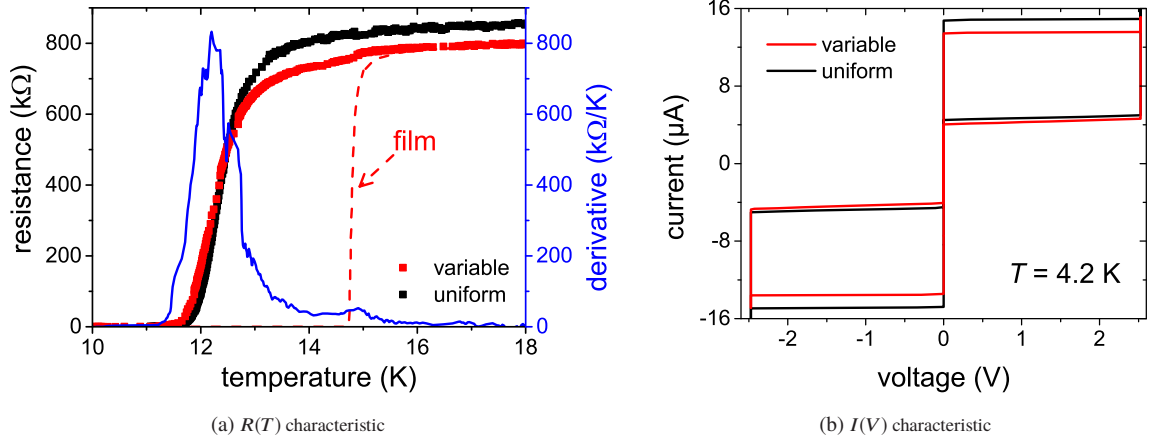 800
600
400
200
0
resistance (kΩ)
film
variable
uniform
800
600
400
200
0
derivative (kΩ/K)
10
12
14
16
18
temperature (K)
(a) R(T) characteristic
16
8
0
-8
-16
current (µA)
variable
uniform
T = 4.2 K
-2
-1
0
1
2
voltage (V)
(b) I(V) characteristic